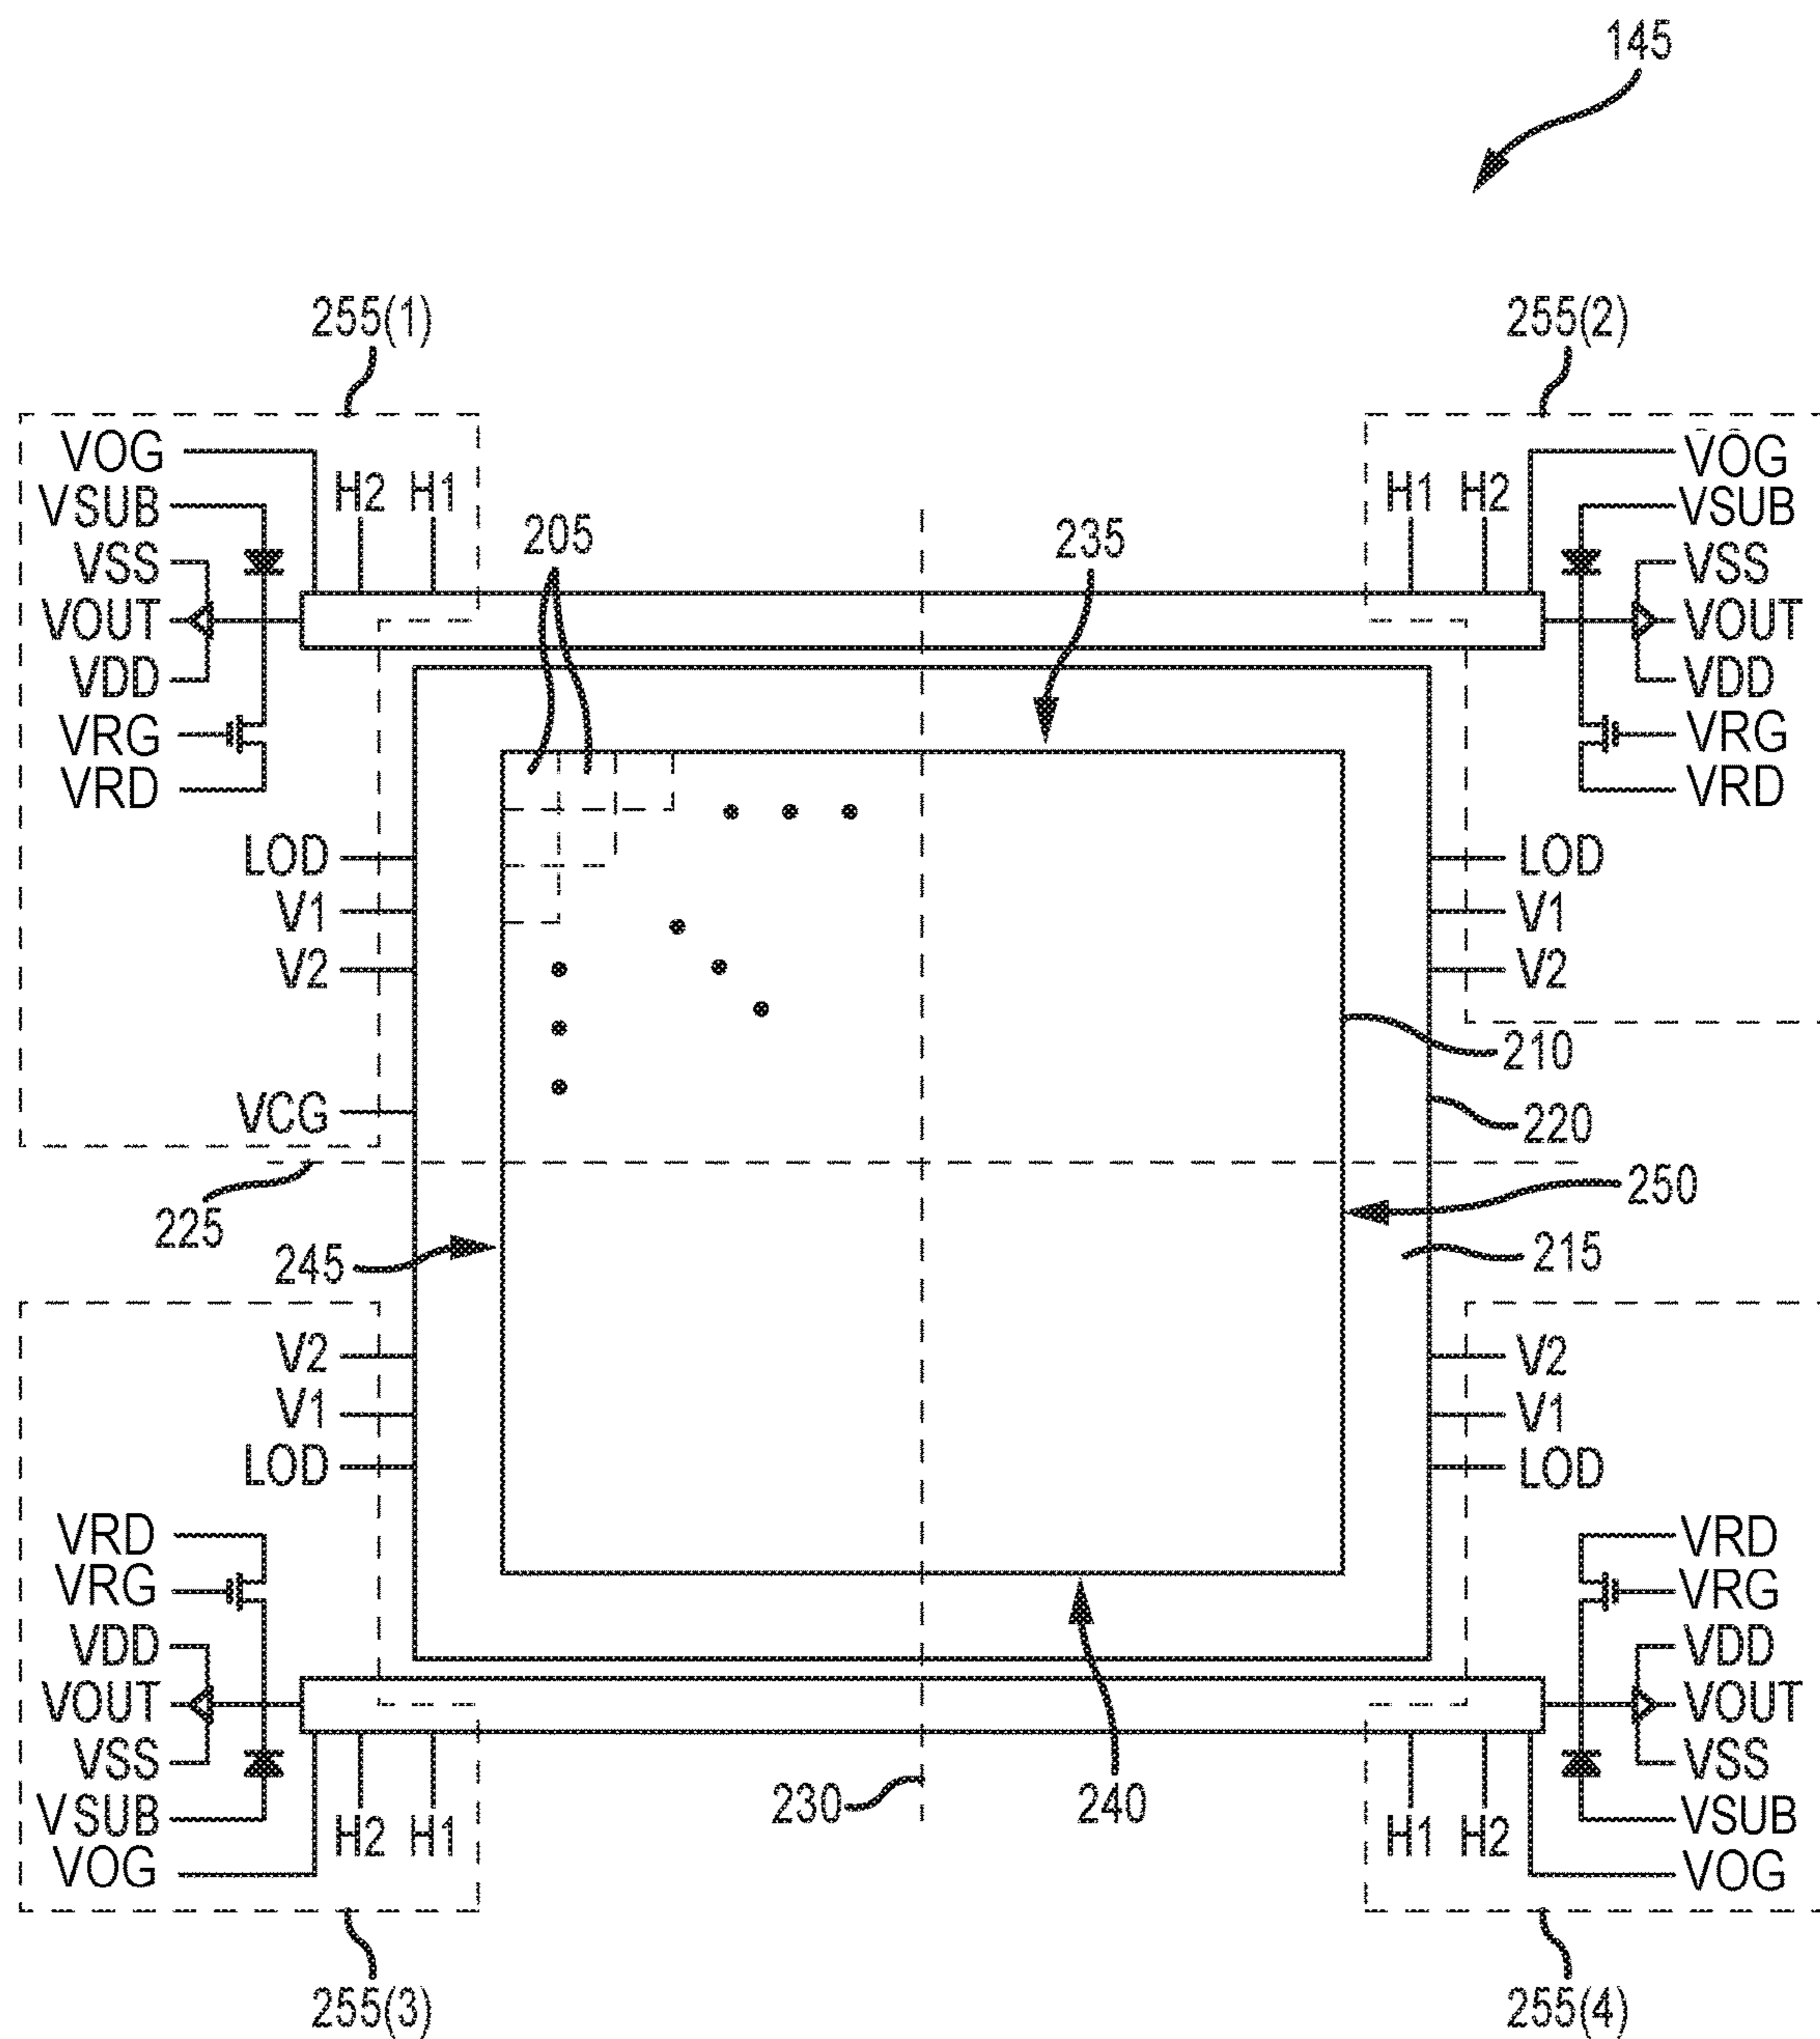 145
255(1) 255(2)
VOG H2 H1 H1 H2 VOG
VSUB VSUB
205 235
VSS VSS
VOUT VOUT
VDD VDD
VRG VRG
VRD VRD
LOD LOD
V1 V1
V2 V2
210
VCG 220
225 250
245 215
V2 V2
V1 V1
LOD LOD
VRD VRD
VRG VRG
VDD VDD
VOUT VOUT
VSS VSS
VSUB 230 240 VSUB
H2 H1 H1 H2
VOG VOG
255(3) 255(4)